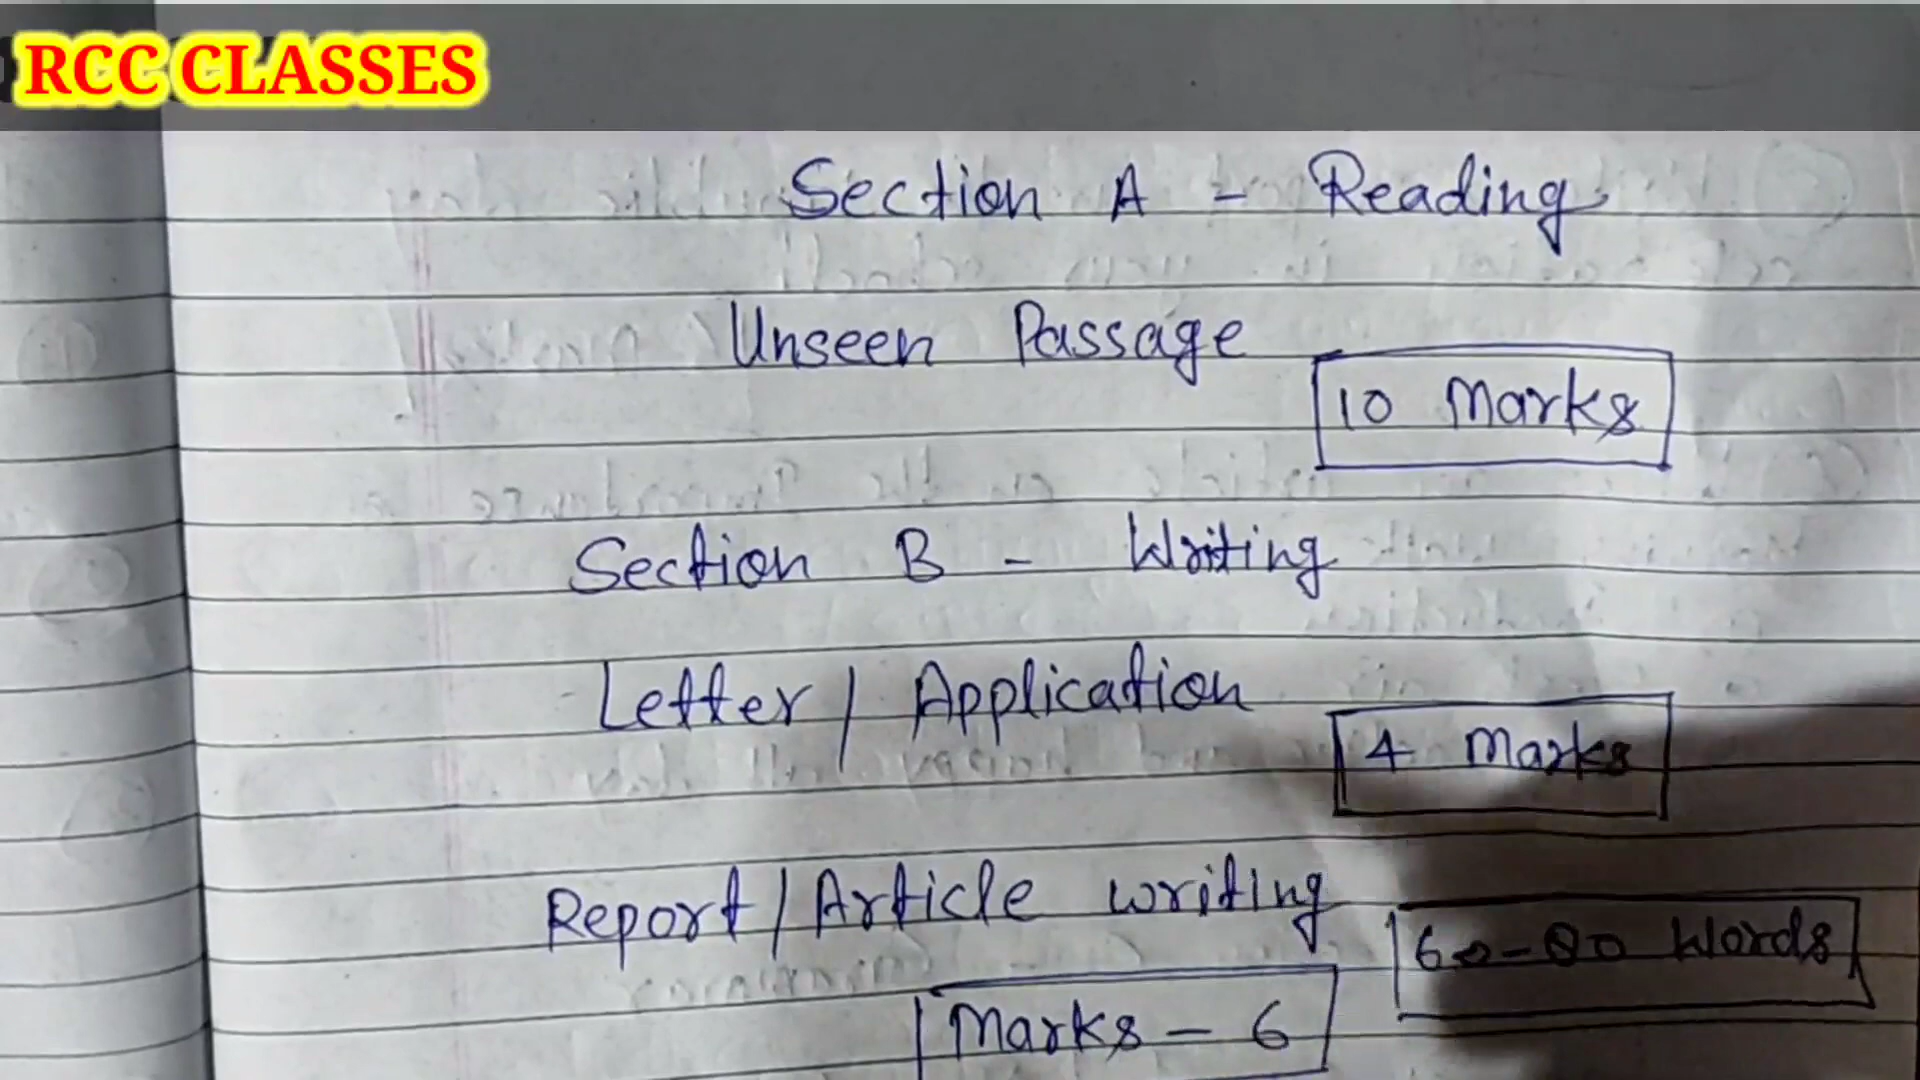 RCC CLASSES
Section A - Reading
Unseen Passage
10 Marks
Section B - Writing
Letter / Application
4 Marks
Report / Article writing
60-80 Words
Marks - 6